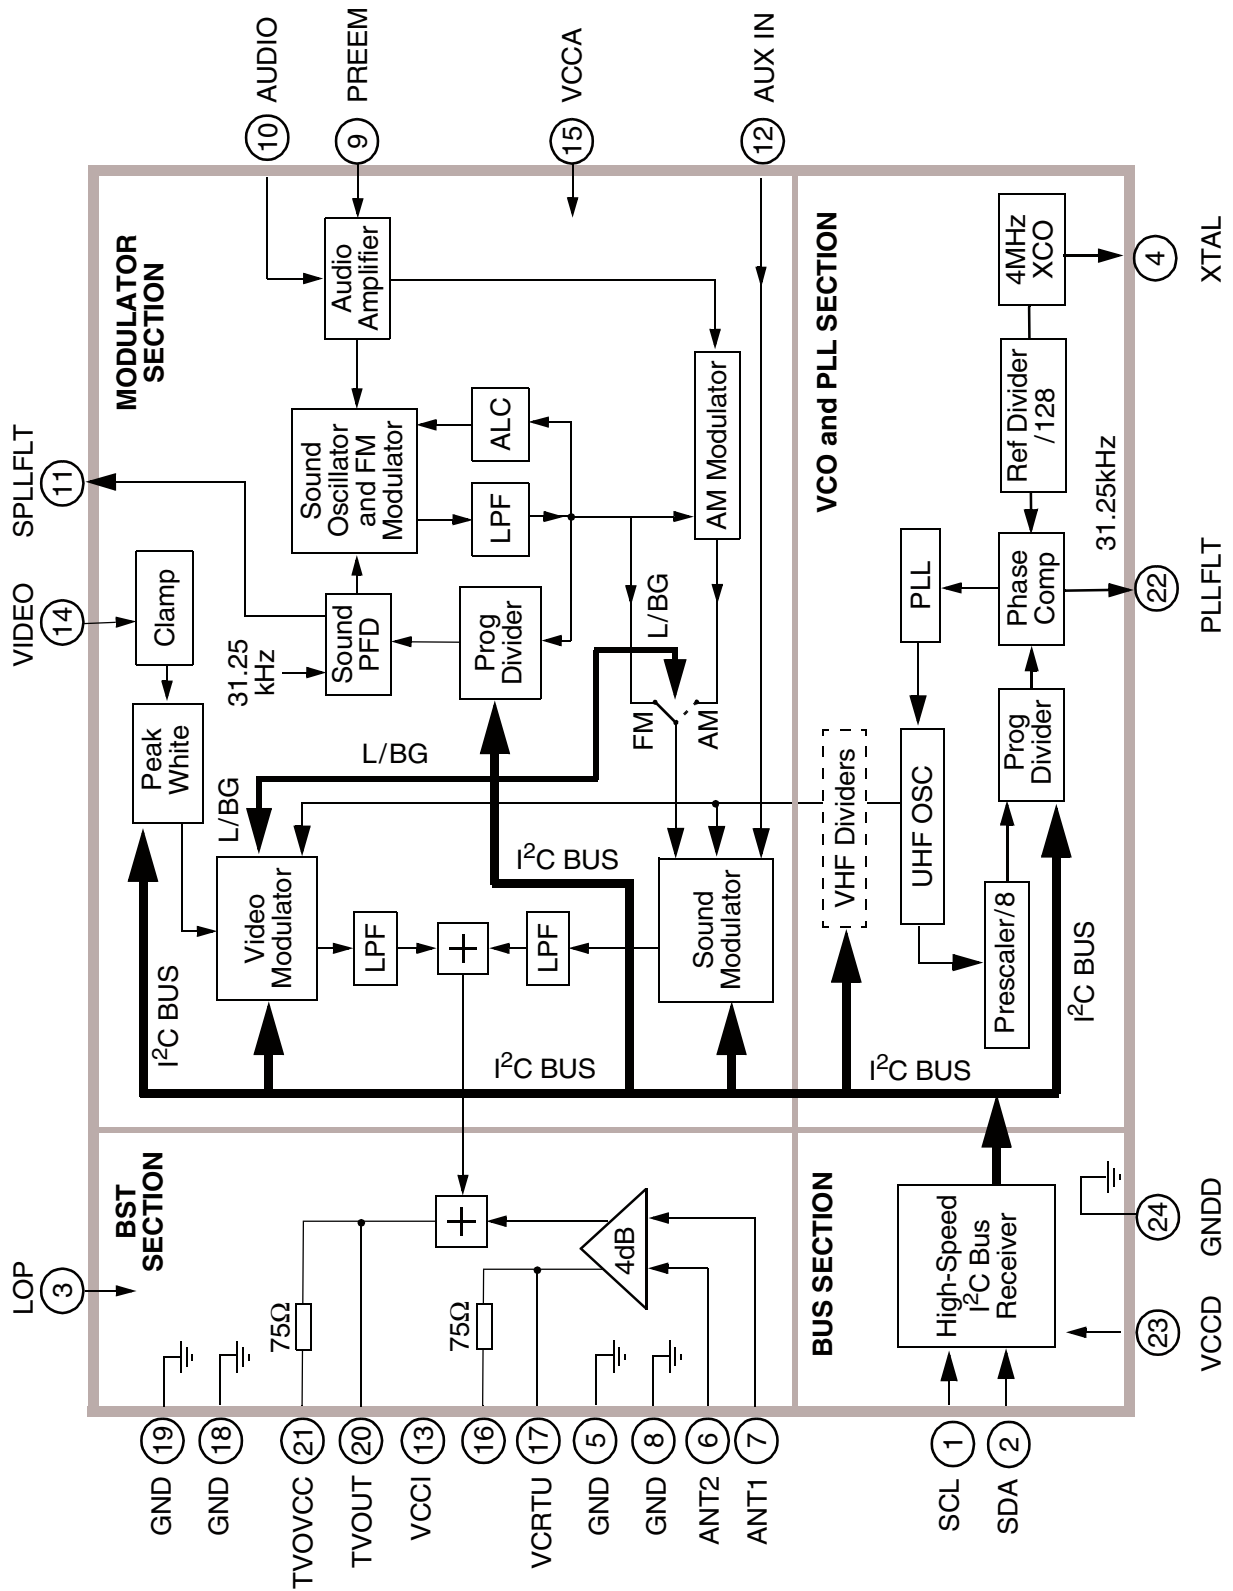 GND
19
GND
18
TVOVCC
21
TVOUT
20
VCCI
13
16
VCRTU
17
GND
5
GND
8
ANT2
6
ANT1
7
SCL
1
SDA
2
LOP
3
BST
SECTION
75Ω
75Ω
4dB
BUS SECTION
High-Speed
I²C Bus
Receiver
23
VCCD
24
GNDD
VIDEO
14
SPLLFLT
11
MODULATOR
SECTION
Clamp
Peak
White
I²C BUS
L/BG
Video
Modulator
LPF
LPF
Sound
Modulator
I²C BUS
I²C BUS
L/BG
31.25
kHz
Sound
PFD
Prog
Divider
L/BG
FM
AM
Sound
Oscillator
and FM
Modulator
LPF
ALC
AM Modulator
Audio
Amplifier
10
AUDIO
9
PREEM
15
VCCA
12
AUX IN
VCO and PLL SECTION
I²C BUS
I²C BUS
VHF Dividers
UHF OSC
Prescaler/8
Prog
Divider
PLL
Phase
Comp
31.25kHz
Ref Divider
/128
4MHz
XCO
22
PLLFLT
4
XTAL